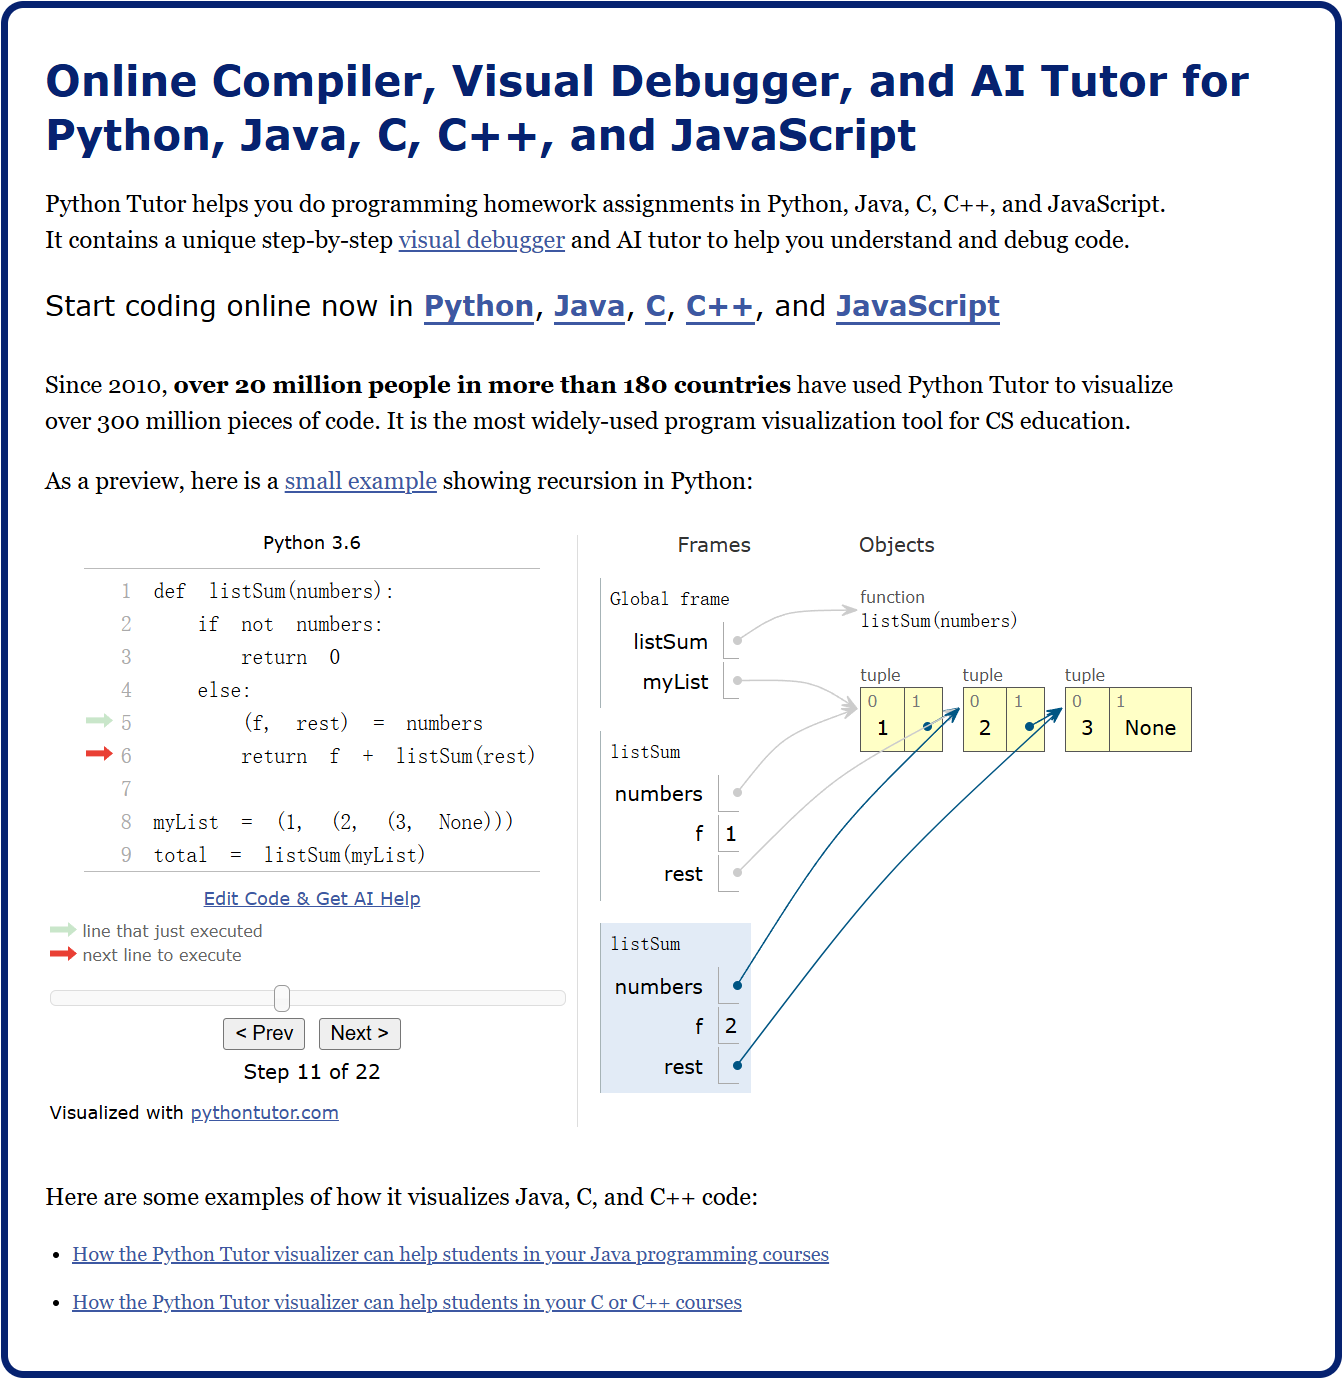 Online Compiler, Visual Debugger, and AI Tutor for
Python, Java, C, C++, and JavaScript
Python Tutor helps you do programming homework assignments in Python, Java, C, C++, and JavaScript.
It contains a unique step-by-step visual debugger and AI tutor to help you understand and debug code.
Start coding online now in Python, Java, C, C++, and JavaScript
Since 2010, over 20 million people in more than 180 countries have used Python Tutor to visualize
over 300 million pieces of code. It is the most widely-used program visualization tool for CS education.
As a preview, here is a small example showing recursion in Python:
Python 3.6
1 def listSum(numbers):
2     if not numbers:
3         return 0
4     else:
5         (f, rest) = numbers
6         return f + listSum(rest)
7
8 myList = (1, (2, (3, None)))
9 total = listSum(myList)
Edit Code & Get AI Help
line that just executed
next line to execute
< Prev Next >
Step 11 of 22
Visualized with pythontutor.com
Frames Objects
Global frame
listSum
myList
function
listSum(numbers)
tuple tuple tuple
0 1 0 1 0 1
1 2 3 None
listSum
numbers
f 1
rest
listSum
numbers
f 2
rest
Here are some examples of how it visualizes Java, C, and C++ code:
• How the Python Tutor visualizer can help students in your Java programming courses
• How the Python Tutor visualizer can help students in your C or C++ courses